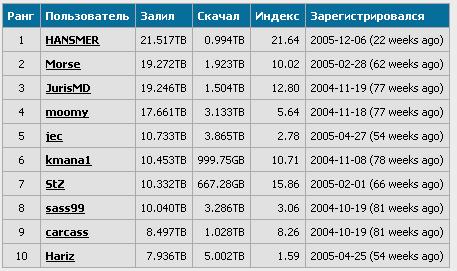 Ранг Пользователь Залил Скачал Индекс Зарегистрировался
1 HANSMER 21.517TB 0.994TB 21.64 2005-12-06 (22 weeks ago)
2 Morse 19.272TB 1.923TB 10.02 2005-02-28 (62 weeks ago)
3 JurisMD 19.246TB 1.504TB 12.80 2004-11-19 (77 weeks ago)
4 moomy 17.661TB 3.133TB 5.64 2004-11-18 (77 weeks ago)
5 jec 10.733TB 3.865TB 2.78 2005-04-27 (54 weeks ago)
6 kmana1 10.453TB 999.75GB 10.71 2004-11-08 (78 weeks ago)
7 StZ 10.332TB 667.28GB 15.86 2005-02-01 (66 weeks ago)
8 sass99 10.040TB 3.286TB 3.06 2004-10-19 (81 weeks ago)
9 carcass 8.497TB 1.028TB 8.26 2004-10-19 (81 weeks ago)
10 Hariz 7.936TB 5.002TB 1.59 2005-04-25 (54 weeks ago)